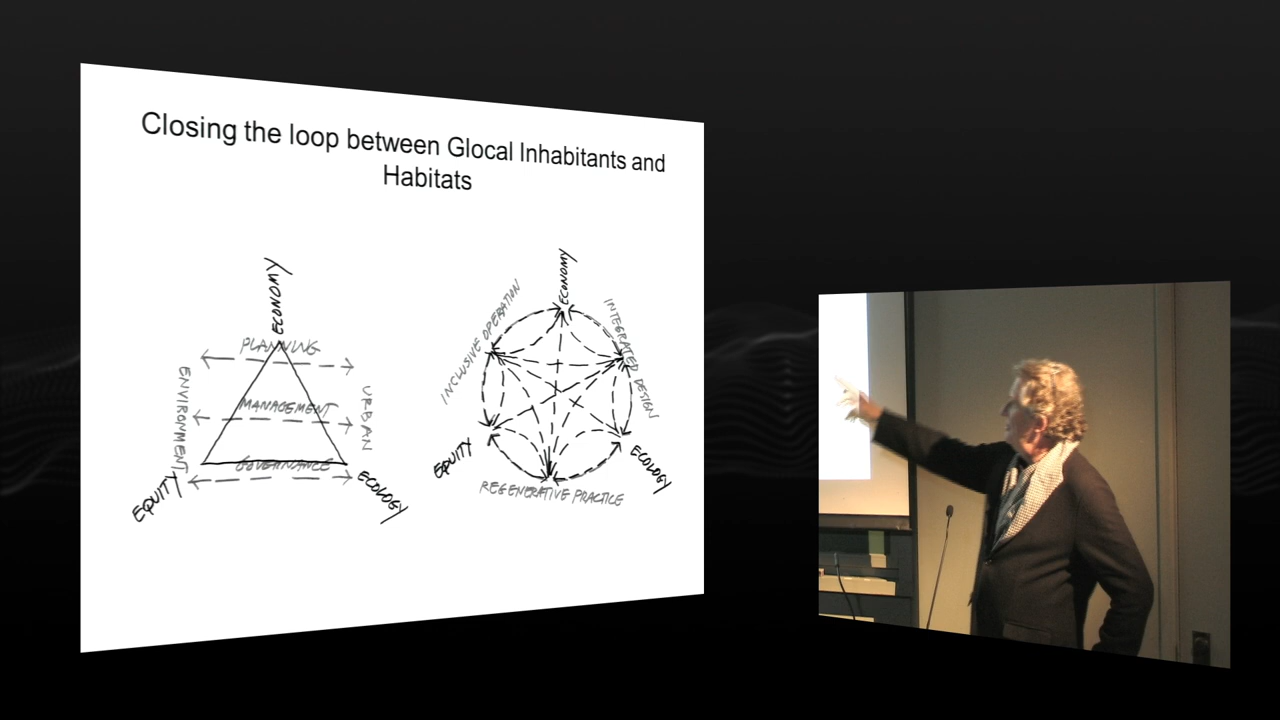 Closing the loop between Glocal Inhabitants and
Habitats
ECONOMY
PLANNING
ENVIRONMENT
URBAN
MANAGEMENT
GOVERNANCE
EQUITY
ECOLOGY
ECONOMY
INCLUSIVE OPERATION
INTEGRATED DESIGN
EQUITY
ECOLOGY
REGENERATIVE PRACTICE